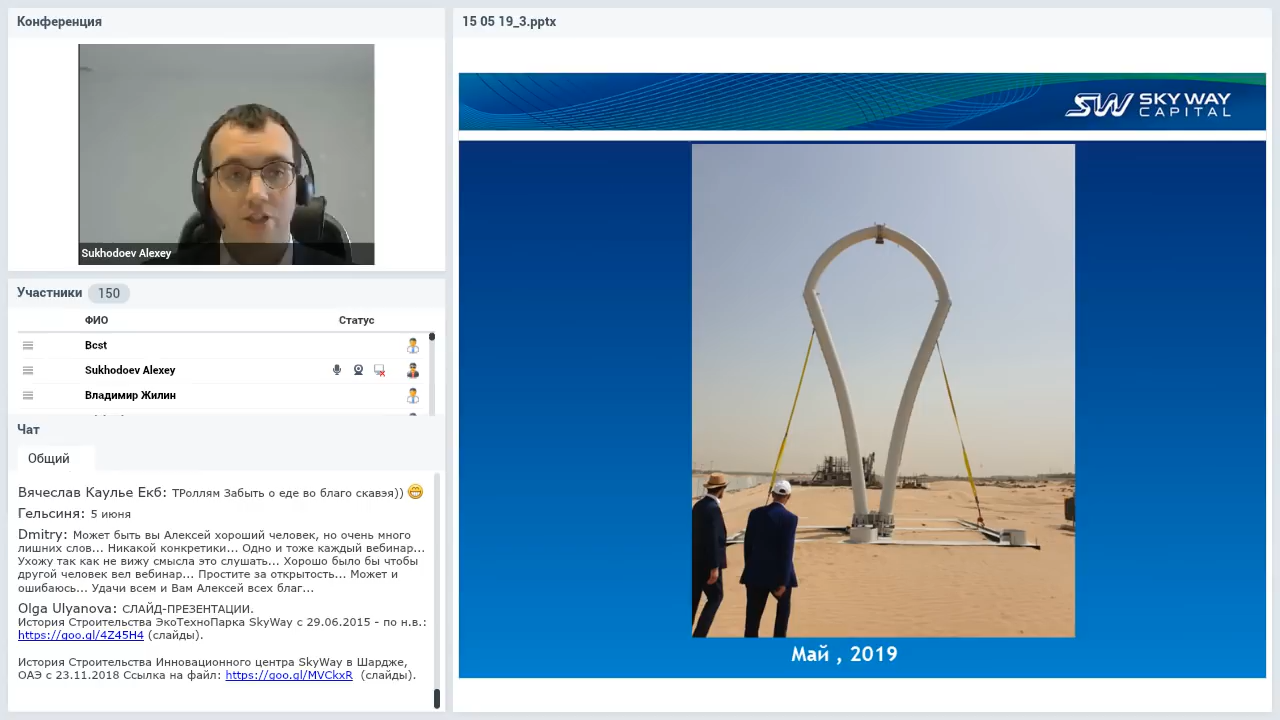 Конференция
Sukhodoev Alexey
Участники 150
ФИО Статус
Bcst
Sukhodoev Alexey
Владимир Жилин
Чат
Общий
Вячеслав Каулье Екб: ТРоллям Забыть о еде во благо скавэя))
Гельсиня: 5 июня
Dmitry: Может быть вы Алексей хороший человек, но очень много
лишних слов... Никакой конкретики... Одно и тоже каждый вебинар...
Ухожу так как не вижу смысла это слушать... Хорошо было бы чтобы
другой человек вел вебинар... Простите за открытость... Может и
ошибаюсь... Удачи всем и Вам Алексей всех благ...
Olga Ulyanova: СЛАЙД-ПРЕЗЕНТАЦИИ.
История Строительства ЭкоТехноПарка SkyWay с 29.06.2015 - по н.в.:
https://goo.gl/4Z45H4 (слайды).
История Строительства Инновационного центра SkyWay в Шардже,
ОАЭ с 23.11.2018 Ссылка на файл: https://goo.gl/MVCkxR (слайды).
15 05 19_3.pptx
SW SKY WAY
CAPITAL
Май , 2019